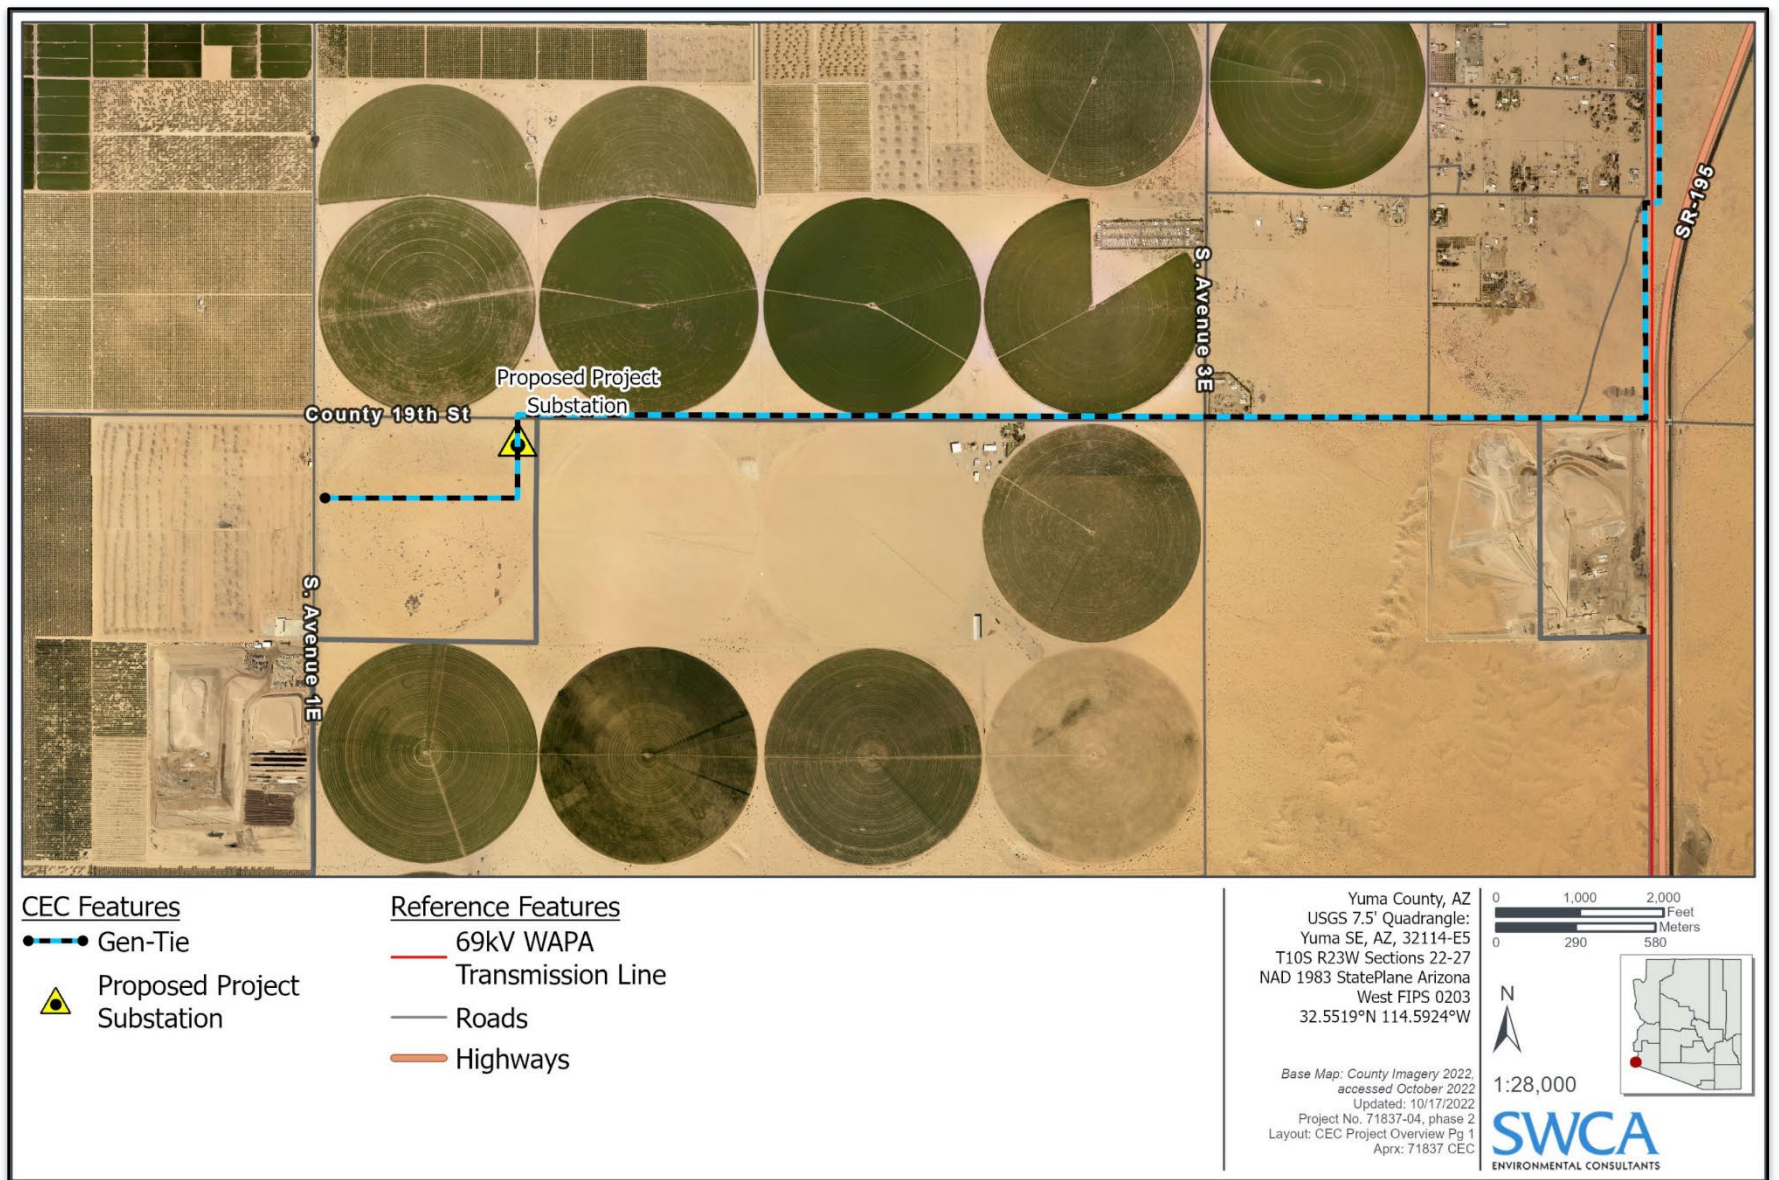 SR-195
S. Avenue 3E
Proposed Project
Substation
County 19th St
S. Avenue 1E
CEC Features
Gen-Tie
Proposed Project
Substation
Reference Features
69kV WAPA
Transmission Line
Roads
Highways
Yuma County, AZ
USGS 7.5' Quadrangle:
Yuma SE, AZ, 32114-E5
T10S R23W Sections 22-27
NAD 1983 StatePlane Arizona
West FIPS 0203
32.5519°N 114.5924°W
Base Map: County Imagery 2022,
accessed October 2022
Updated: 10/17/2022
Project No. 71837-04, phase 2
Layout: CEC Project Overview Pg 1
Aprx: 71837 CEC
0 1,000 2,000
Feet
Meters
0 290 580
N
1:28,000
SWCA
ENVIRONMENTAL CONSULTANTS